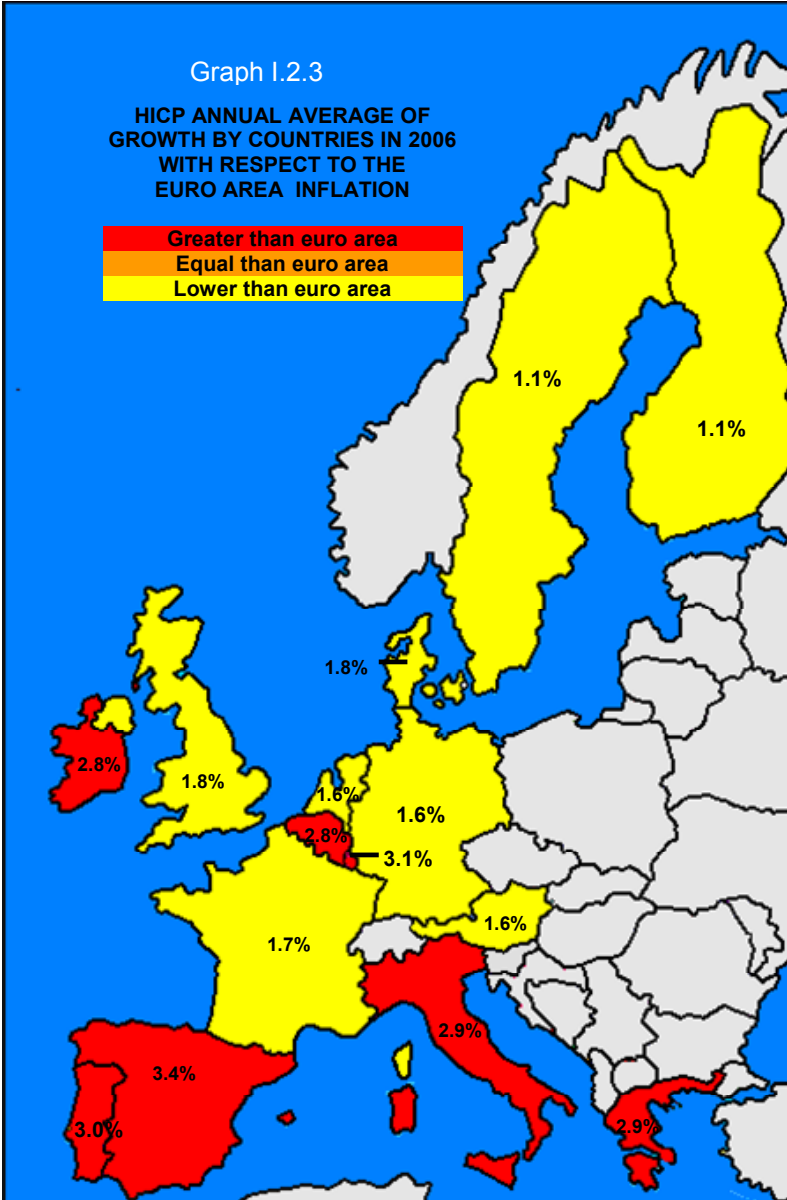 Graph I.2.3
HICP ANNUAL AVERAGE OF
GROWTH BY COUNTRIES IN 2006
WITH RESPECT TO THE
EURO AREA INFLATION
Greater than euro area
Equal than euro area
Lower than euro area
1.1%
1.1%
1.8%
2.8%
1.8%
1.6%
1.6%
2.8%
3.1%
1.6%
1.7%
2.9%
3.4%
3.0%
2.9%